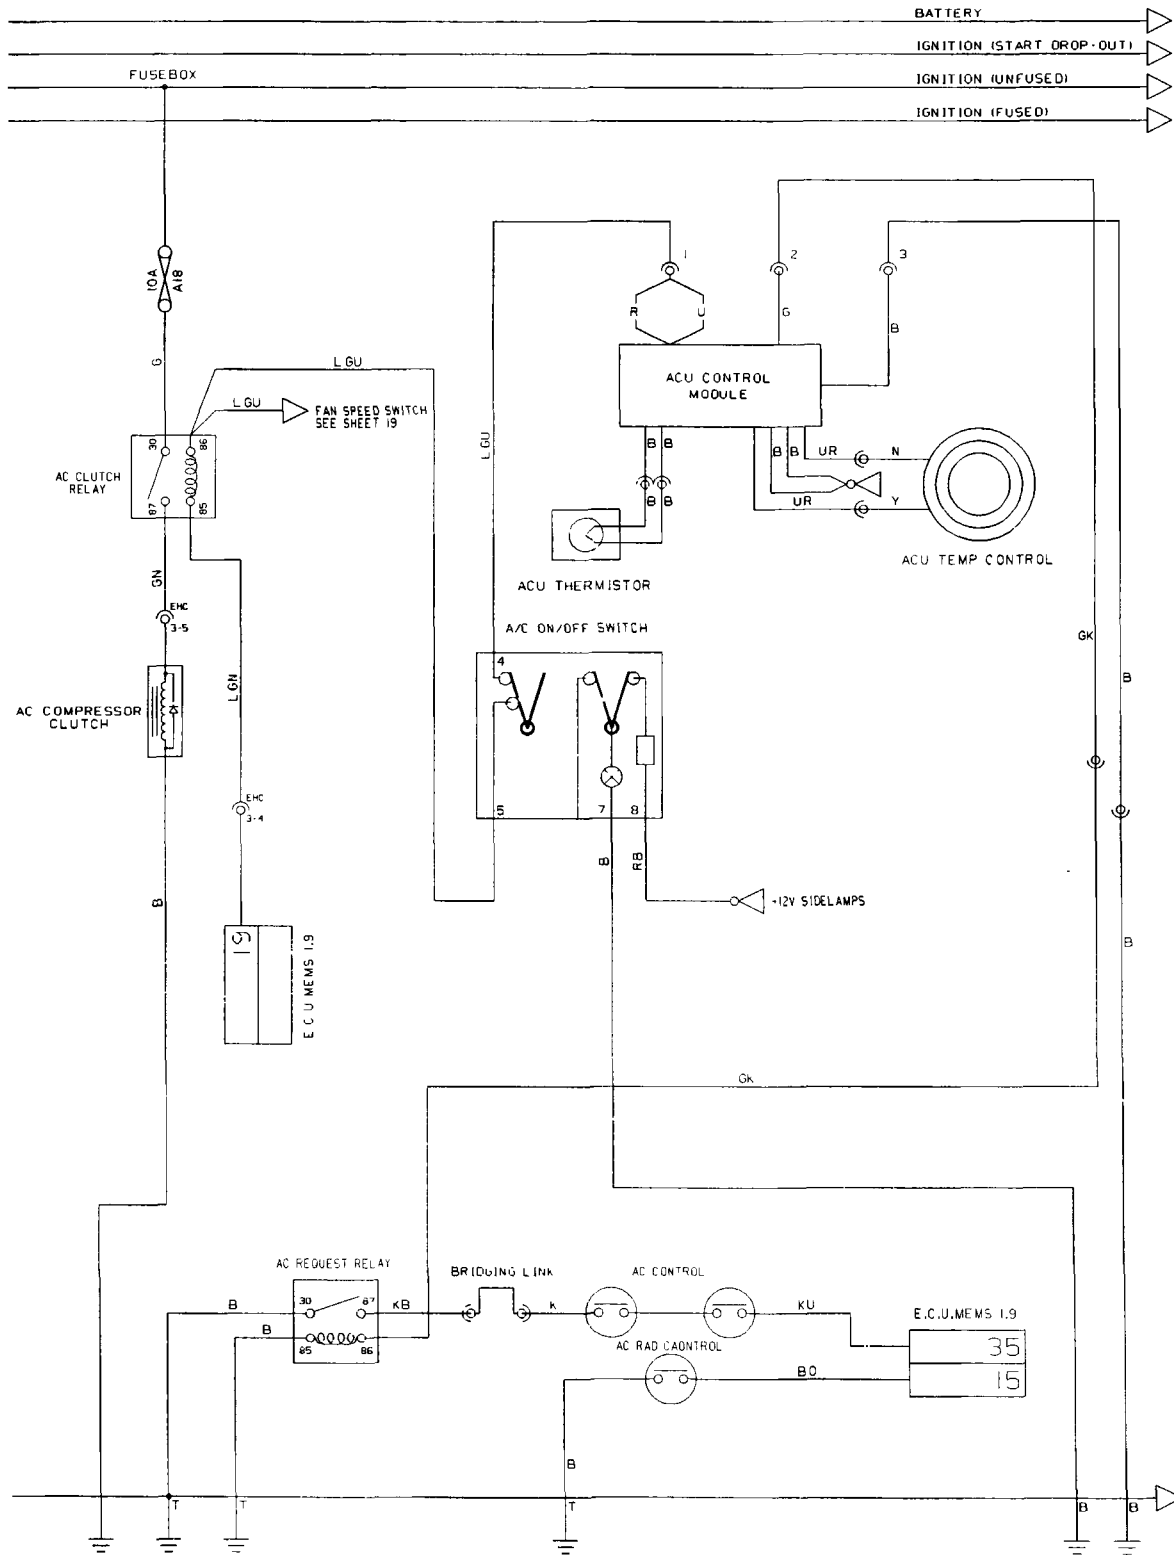 BATTERY
IGNITION (START DROP-OUT)
FUSEBOX
IGNITION (UNFUSED)
IGNITION (FUSED)
1
2
3
10A
A18
R
U
G
B
G
L GU
ACU CONTROL
MODULE
L GU
FAN SPEED SWITCH
SEE SHEET 19
L GU
30
86
AC CLUTCH
RELAY
87
85
B
B
B
B
UR
N
B
B
UR
Y
ACU TEMP CONTROL
ACU THERMISTOR
GN
EHC
3-5
A/C ON/OFF SWITCH
GK
4
B
L GN
AC COMPRESSOR
CLUTCH
5
7
8
EHC
3-4
B
RB
+12V SIDELAMPS
B
19
E C U MEMS 1.9
B
GK
AC REQUEST RELAY
BRIDGING LINK
AC CONTROL
30
87
B
KB
K
KU
E.C.U.MEMS 1.9
B
85
86
35
AC RAD CAONTROL
BO
15
B
T
T
T
B
B